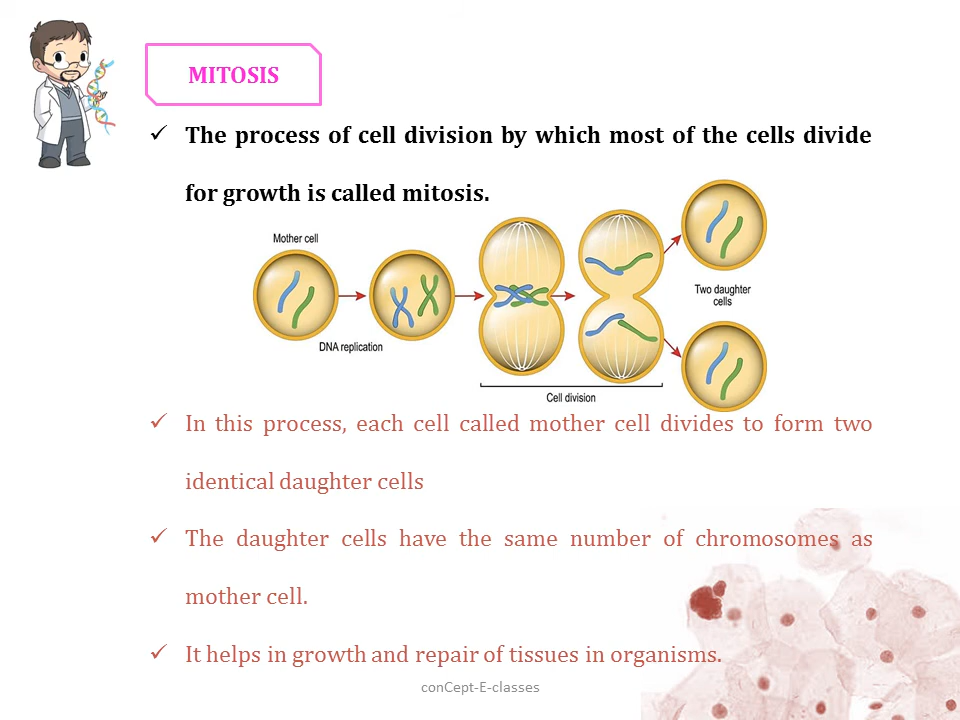 MITOSIS
✓ The process of cell division by which most of the cells divide
for growth is called mitosis.
Mother cell
DNA replication
Two daughter
cells
Cell division
✓ In this process, each cell called mother cell divides to form two
identical daughter cells
✓ The daughter cells have the same number of chromosomes as
mother cell.
✓ It helps in growth and repair of tissues in organisms.
conCept-E-classes